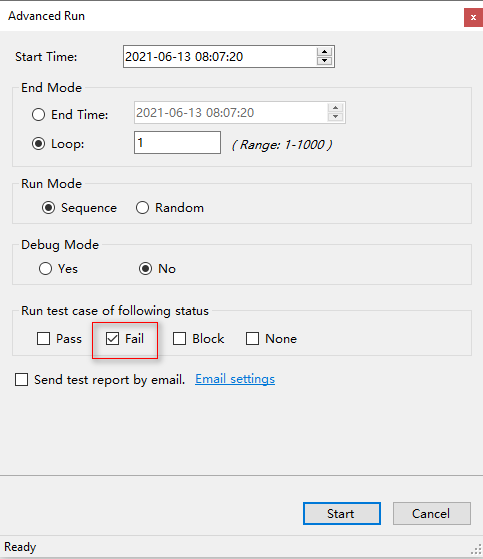 Advanced Run
x
Start Time: 2021-06-13 08:07:20
End Mode
End Time: 2021-06-13 08:07:20
Loop: 1 ( Range: 1-1000 )
Run Mode
Sequence Random
Debug Mode
Yes No
Run test case of following status
Pass Fail Block None
Send test report by email. Email settings
Start Cancel
Ready